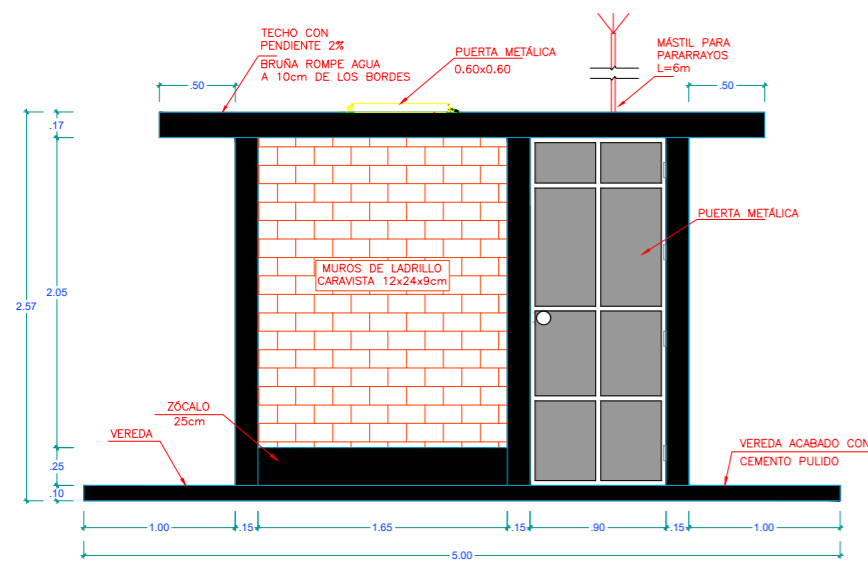 TECHO CON
PENDIENTE 2%
BRUÑA ROMPE AGUA
A 10cm DE LOS BORDES
PUERTA METÁLICA
0.60x0.60
MÁSTIL PARA
PARARRAYOS
L=6m
.50
.50
.17
2.05
2.57
.25
.10
PUERTA METÁLICA
MUROS DE LADRILLO
CARAVISTA 12x24x9cm
ZÓCALO
25cm
VEREDA
VEREDA ACABADO CON
CEMENTO PULIDO
1.00
.15
1.65
.15
.90
.15
1.00
5.00